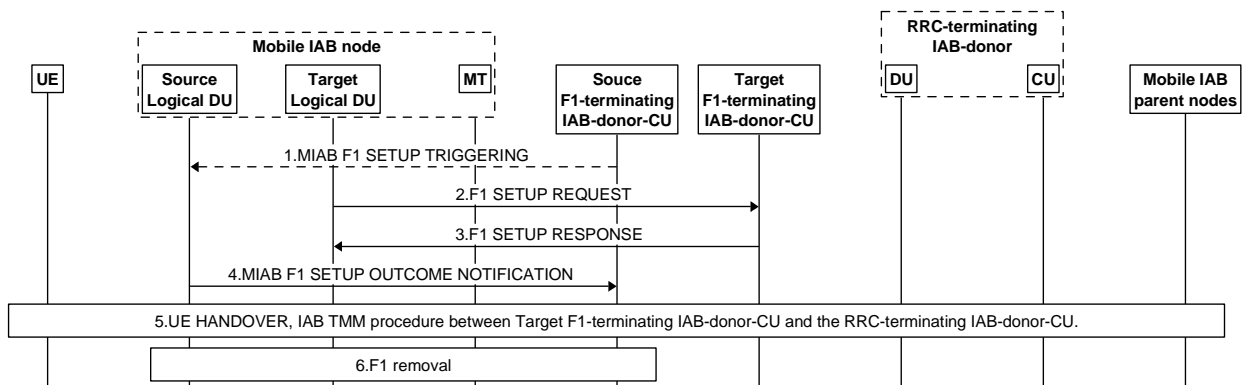 RRC-terminating
IAB-donor
Mobile IAB node
UE
Source
Logical DU
Target
Logical DU
MT
Souce
F1-terminating
IAB-donor-CU
Target
F1-terminating
IAB-donor-CU
DU
CU
Mobile IAB
parent nodes
1.MIAB F1 SETUP TRIGGERING
2.F1 SETUP REQUEST
3.F1 SETUP RESPONSE
4.MIAB F1 SETUP OUTCOME NOTIFICATION
5.UE HANDOVER, IAB TMM procedure between Target F1-terminating IAB-donor-CU and the RRC-terminating IAB-donor-CU.
6.F1 removal